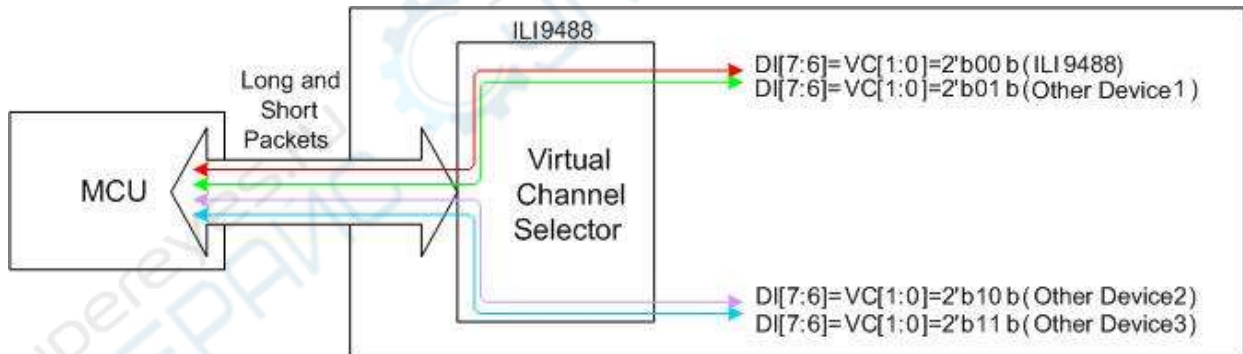 ILI9488
Long and
Short
Packets
MCU
Virtual
Channel
Selector
DI[7:6]=VC[1:0]=2'b00 b (ILI9488)
DI[7:6]=VC[1:0]=2'b01 b (Other Device1)
DI[7:6]=VC[1:0]=2'b10 b (Other Device2)
DI[7:6]=VC[1:0]=2'b11 b (Other Device3)